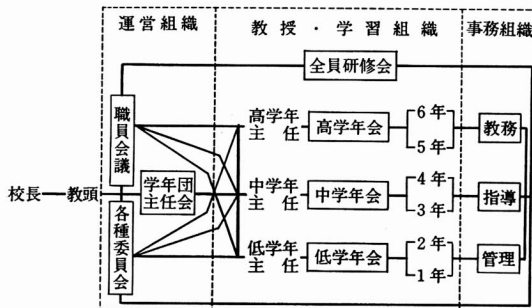 運営組織
教授・学習組織
事務組織
全員研修会
職員会議
高学年主任
高学年会
6年
5年
教務
校長
教頭
学年団主任会
中学年主任
中学年会
4年
3年
指導
各種委員会
低学年主任
低学年会
2年
1年
管理